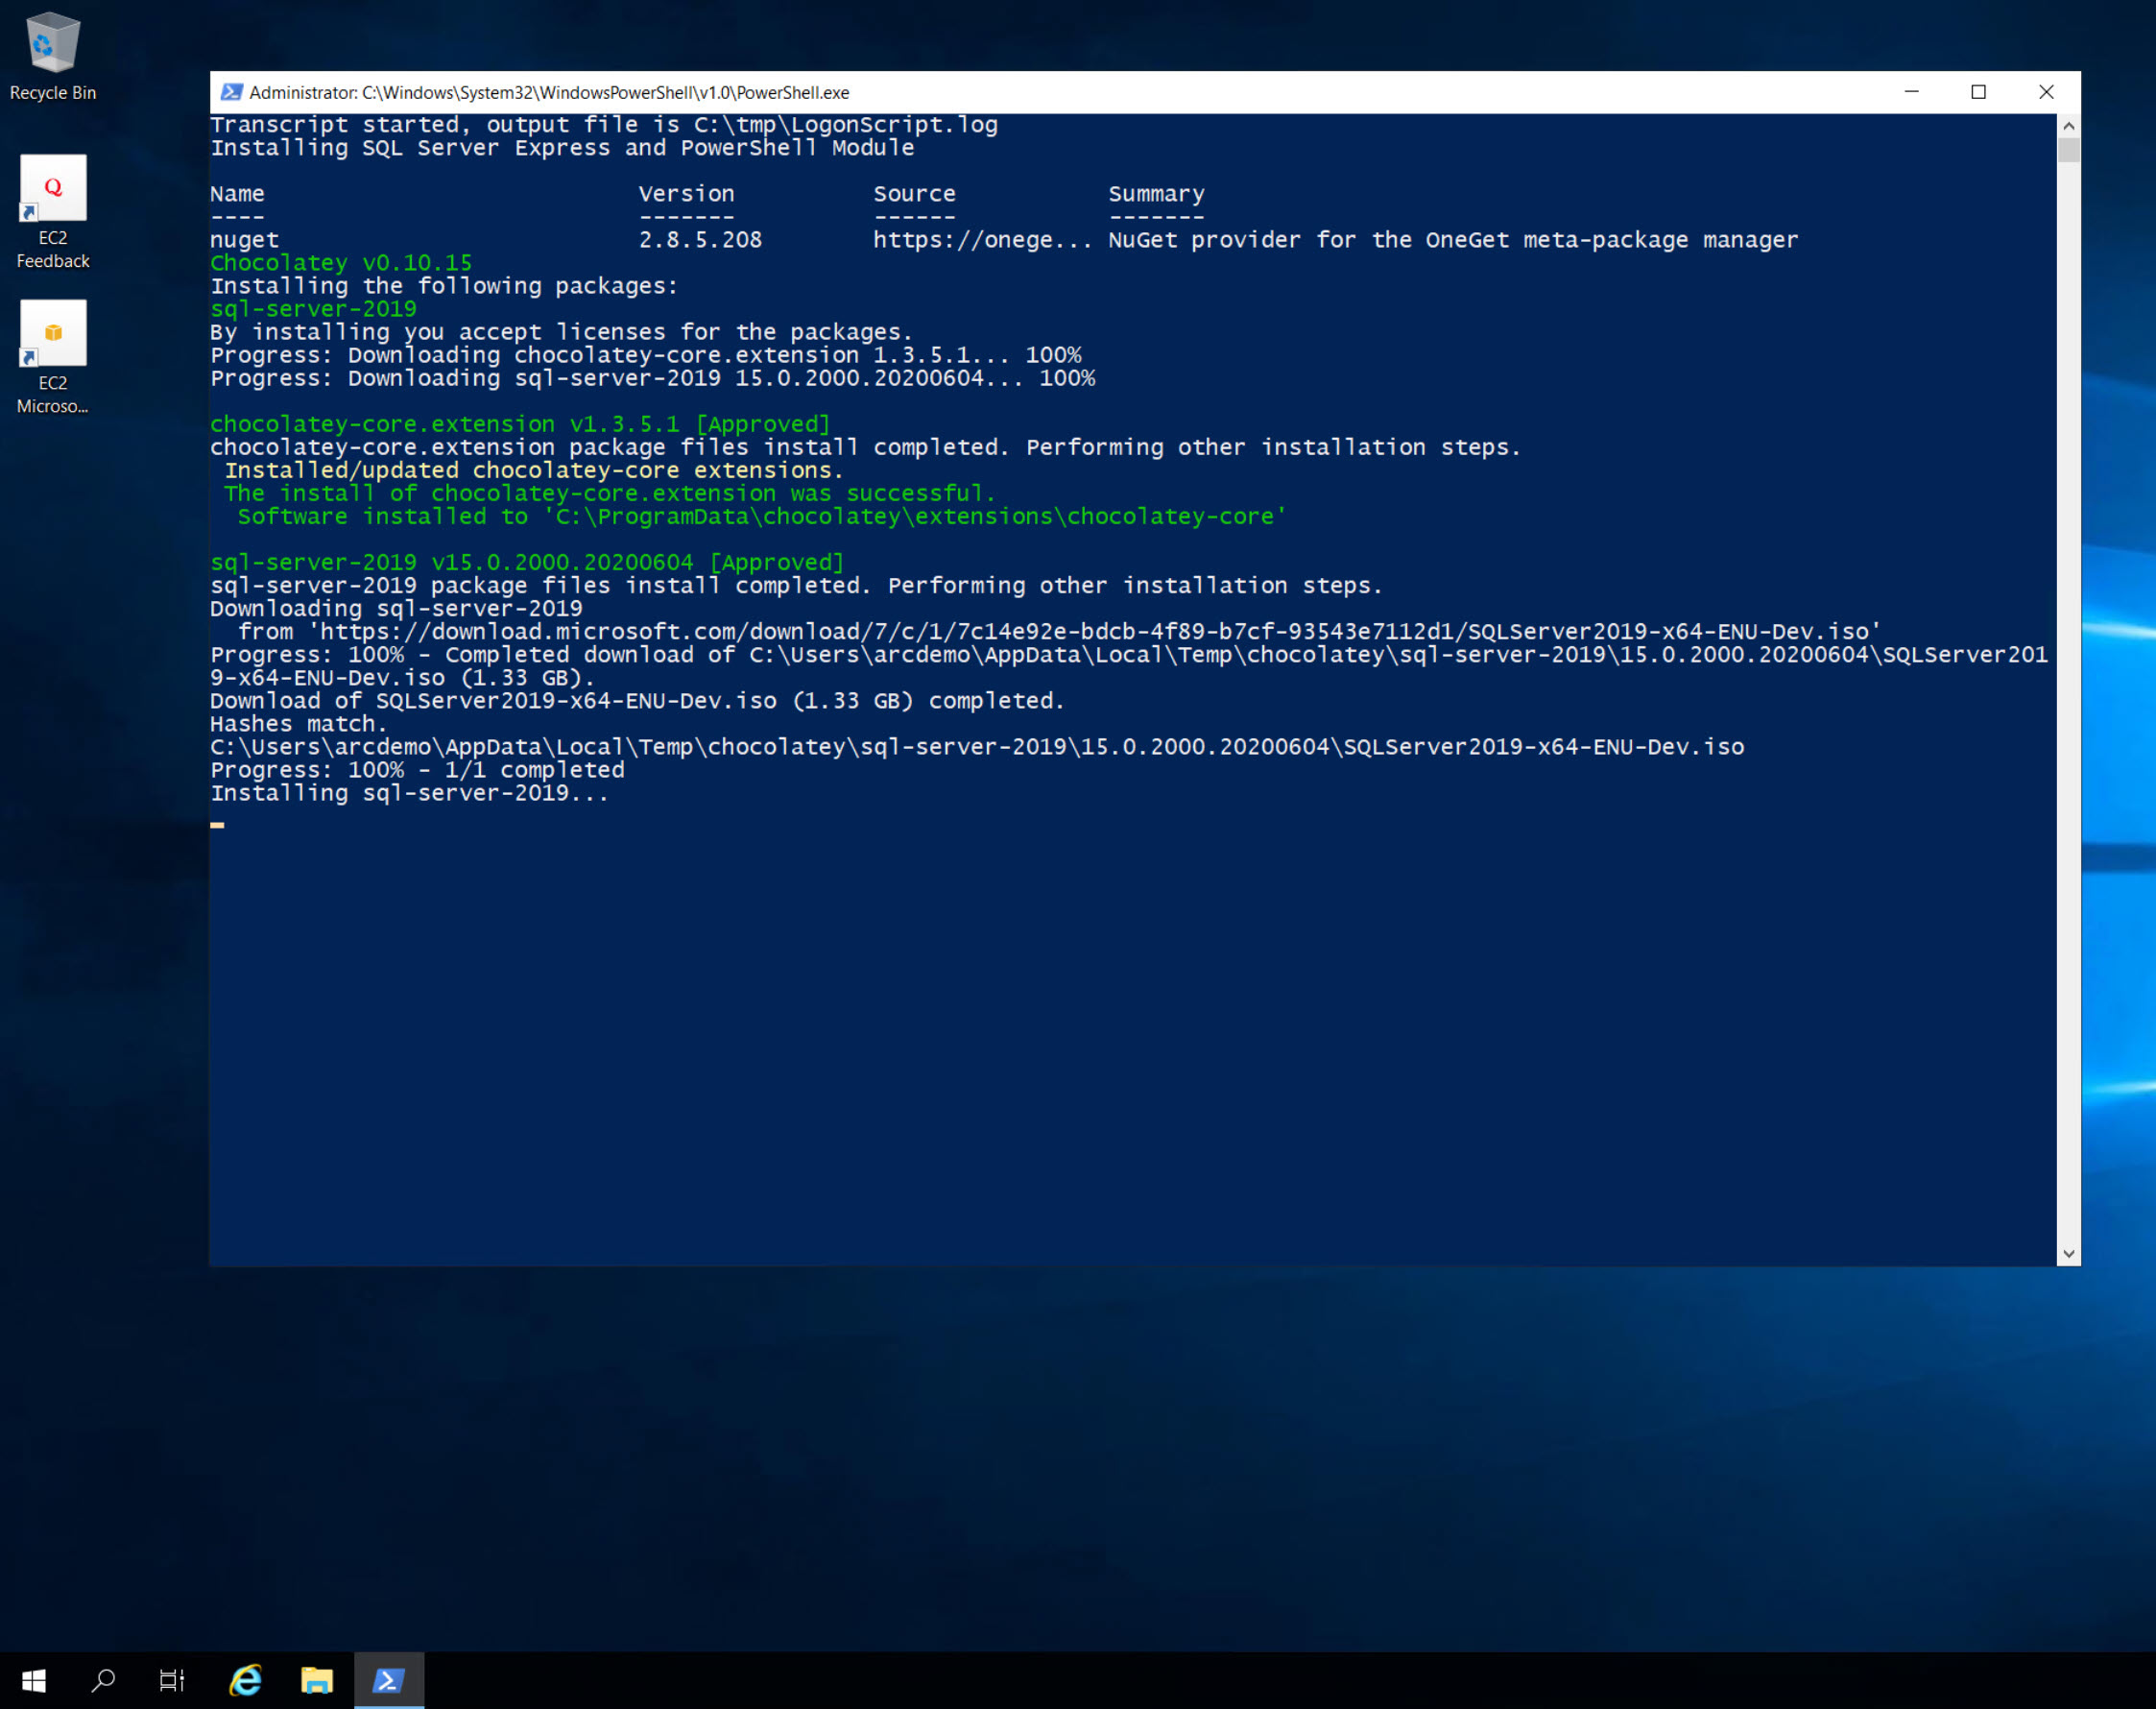 Recycle Bin
EC2
Feedback
EC2
Microso...
Administrator: C:\Windows\System32\WindowsPowerShell\v1.0\PowerShell.exe
Transcript started, output file is C:\tmp\LogonScript.log
Installing SQL Server Express and PowerShell Module
Name Version Source Summary
---- ------- ------ -------
nuget 2.8.5.208 https://onege... NuGet provider for the OneGet meta-package manager
Chocolatey v0.10.15
Installing the following packages:
sql-server-2019
By installing you accept licenses for the packages.
Progress: Downloading chocolatey-core.extension 1.3.5.1... 100%
Progress: Downloading sql-server-2019 15.0.2000.20200604... 100%
chocolatey-core.extension v1.3.5.1 [Approved]
chocolatey-core.extension package files install completed. Performing other installation steps.
Installed/updated chocolatey-core extensions.
The install of chocolatey-core.extension was successful.
Software installed to 'C:\ProgramData\chocolatey\extensions\chocolatey-core'
sql-server-2019 v15.0.2000.20200604 [Approved]
sql-server-2019 package files install completed. Performing other installation steps.
Downloading sql-server-2019
from 'https://download.microsoft.com/download/7/c/1/7c14e92e-bdcb-4f89-b7cf-93543e7112d1/SQLServer2019-x64-ENU-Dev.iso'
Progress: 100% - Completed download of C:\Users\arcdemo\AppData\Local\Temp\chocolatey\sql-server-2019\15.0.2000.20200604\SQLServer201
9-x64-ENU-Dev.iso (1.33 GB).
Download of SQLServer2019-x64-ENU-Dev.iso (1.33 GB) completed.
Hashes match.
C:\Users\arcdemo\AppData\Local\Temp\chocolatey\sql-server-2019\15.0.2000.20200604\SQLServer2019-x64-ENU-Dev.iso
Progress: 100% - 1/1 completed
Installing sql-server-2019...